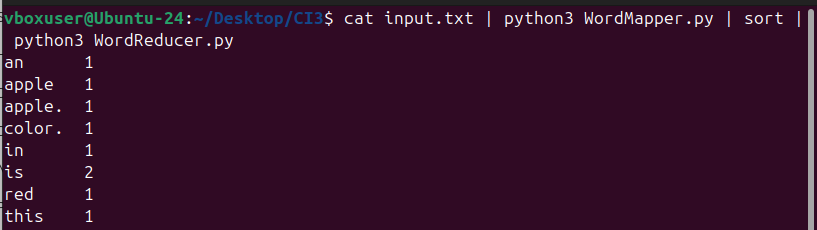 vboxuser@Ubuntu-24:~/Desktop/CI3$ cat input.txt | python3 WordMapper.py | sort |
 python3 WordReducer.py
an	1
apple	1
apple.	1
color.	1
in	1
is	2
red	1
this	1